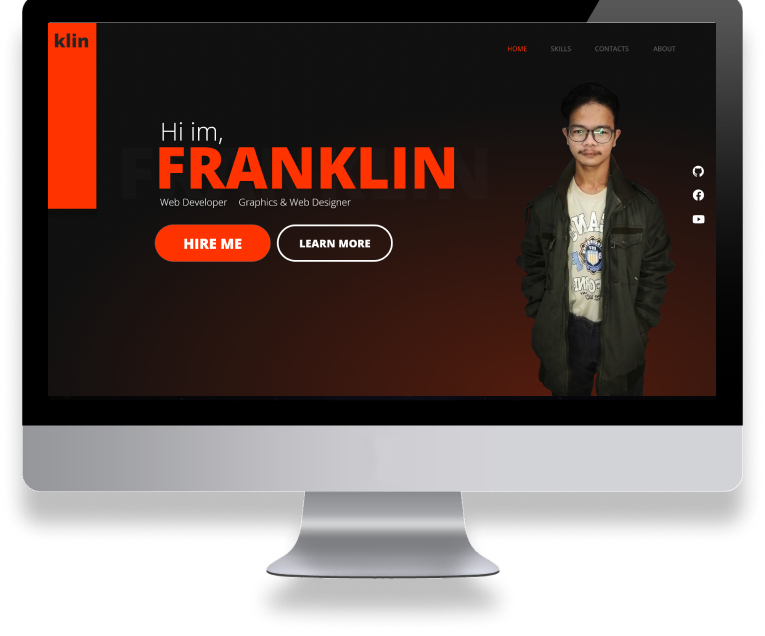 klin
HOME SKILLS CONTACTS ABOUT
Hi im,
FRANKLIN
Web Developer Graphics & Web Designer
HIRE ME LEARN MORE